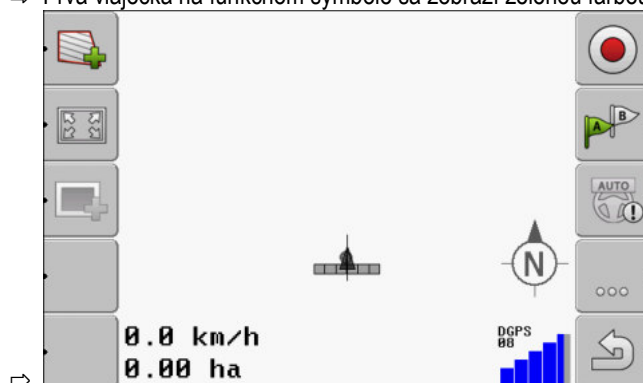 ⇨ Prvá vlajočka na funkčnom symbole sa zobrazí zelenou farbou
A B
AUTO
N
0.0 km/h
DGPS
08
0.00 ha
⇨